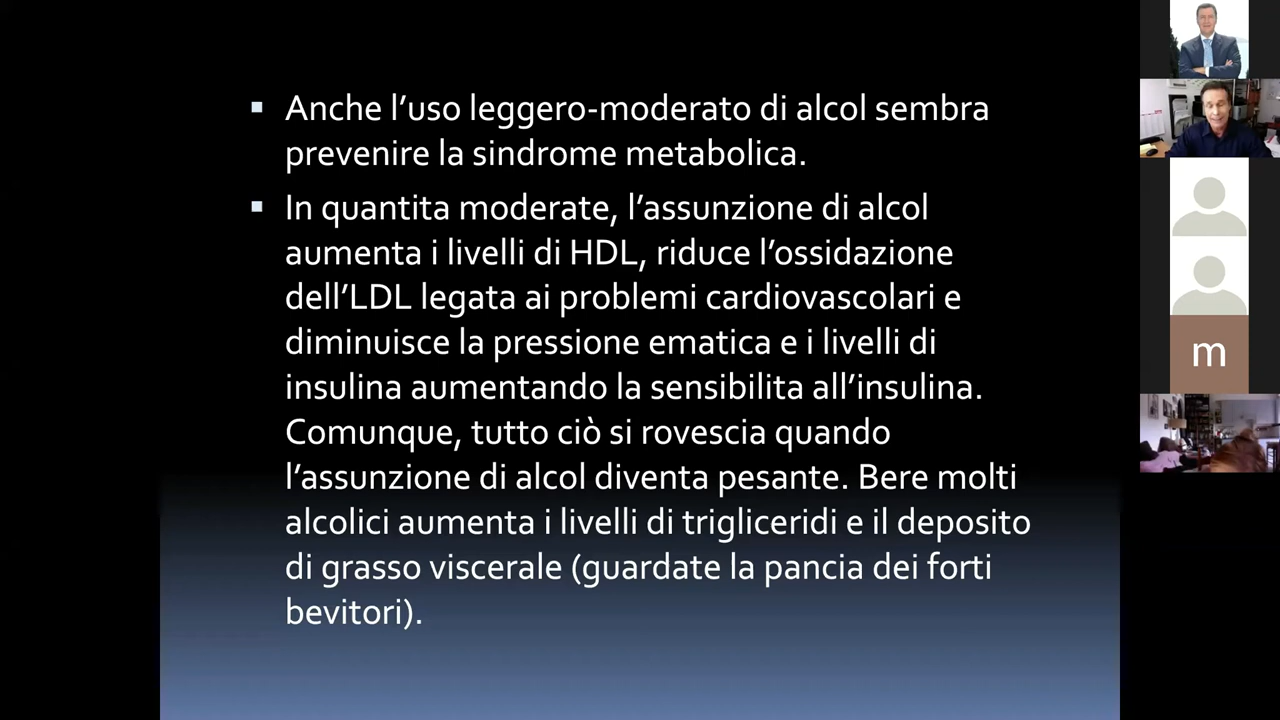 Anche l’uso leggero-moderato di alcol sembra
prevenire la sindrome metabolica.
In quantita moderate, l’assunzione di alcol
aumenta i livelli di HDL, riduce l’ossidazione
dell’LDL legata ai problemi cardiovascolari e
diminuisce la pressione ematica e i livelli di
insulina aumentando la sensibilita all’insulina.
Comunque, tutto ciò si rovescia quando
l’assunzione di alcol diventa pesante. Bere molti
alcolici aumenta i livelli di trigliceridi e il deposito
di grasso viscerale (guardate la pancia dei forti
bevitori).
m